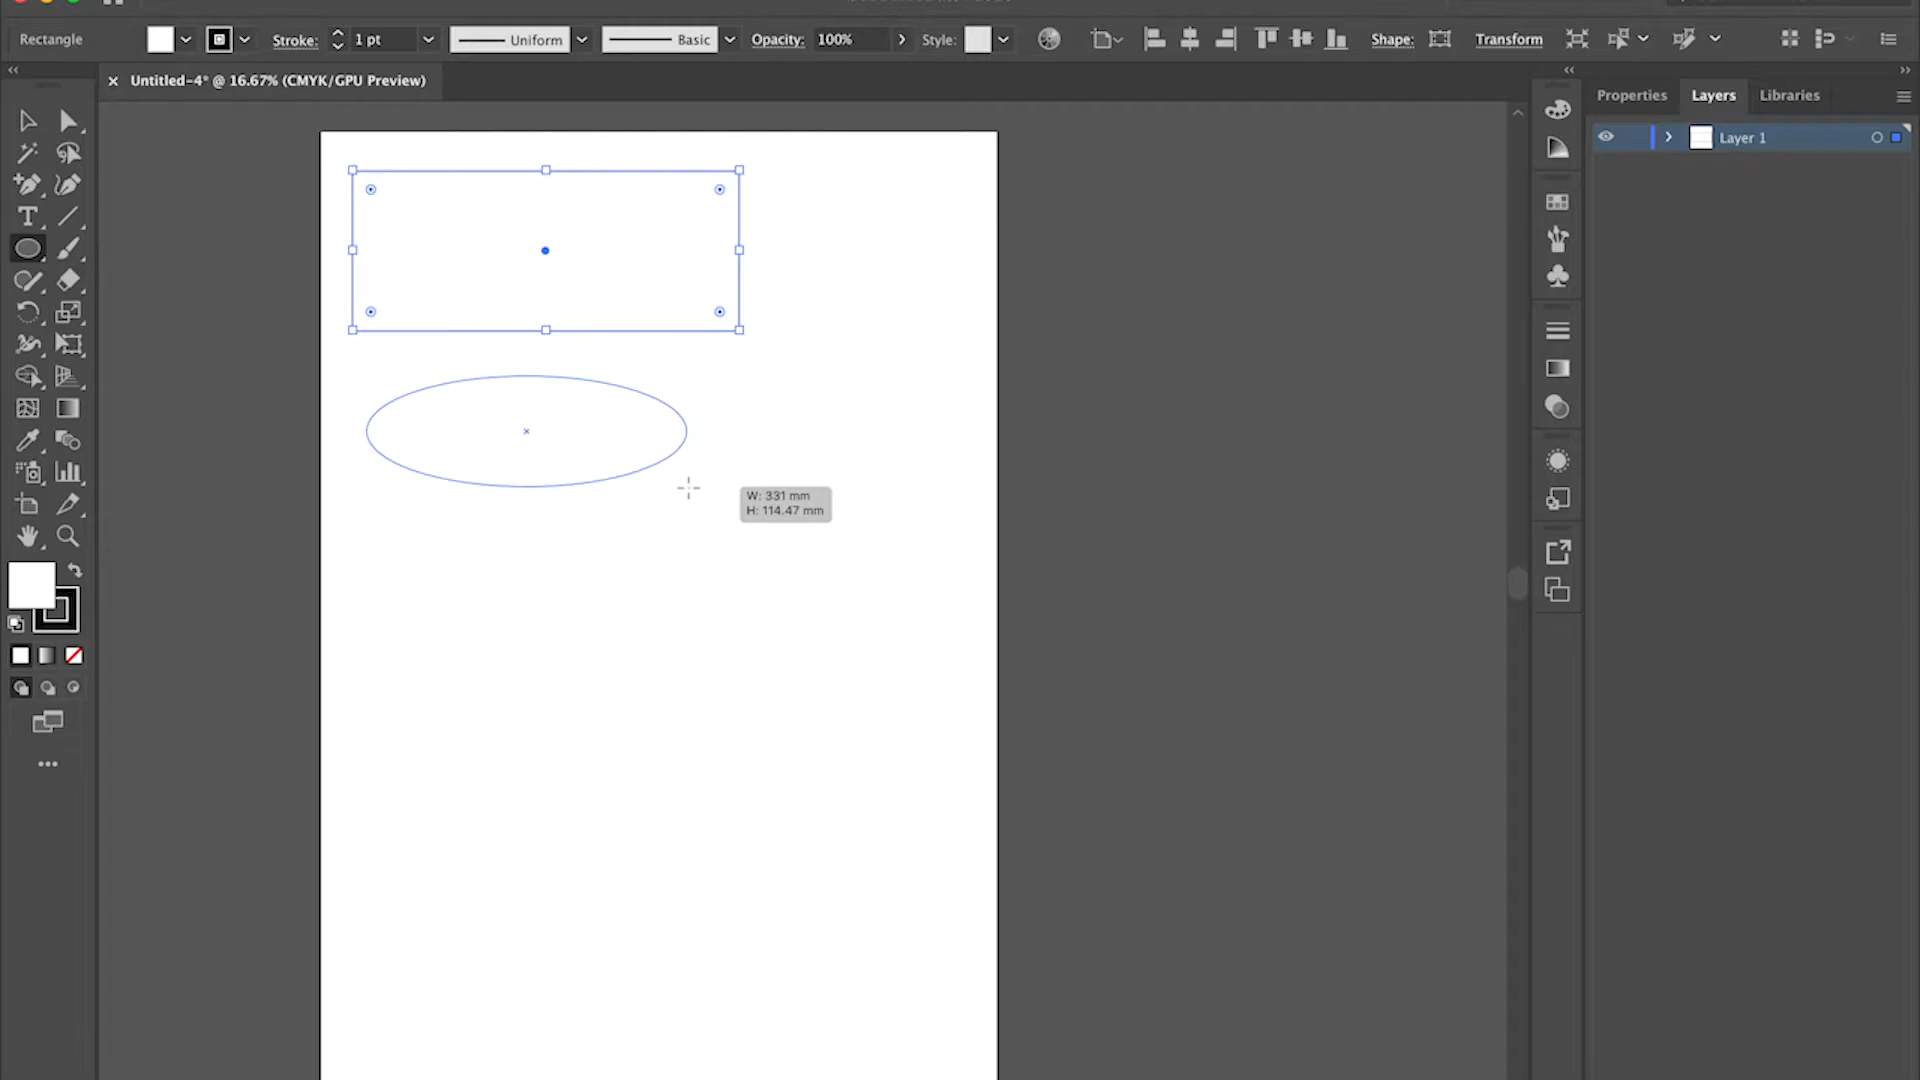 Rectangle
Stroke: 1 pt Uniform Basic Opacity: 100% Style: Shape: Transform
Untitled-4* @ 16.67% (CMYK/GPU Preview)
Properties Layers Libraries
Layer 1
W: 331 mm
H: 114.47 mm